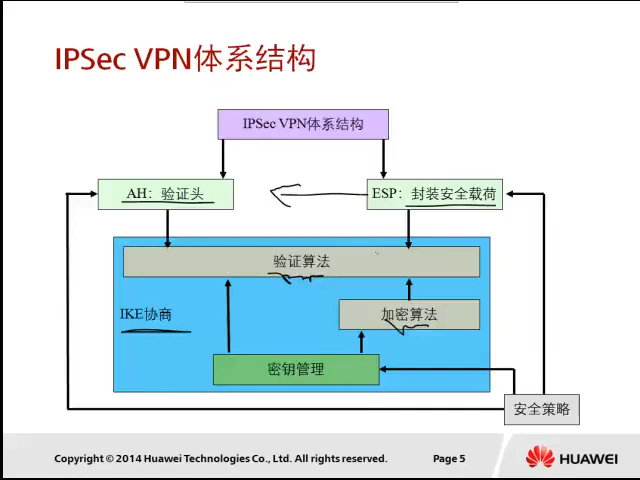 IPSec VPN体系结构
IPSec VPN体系结构
AH：验证头
ESP：封装安全载荷
验证算法
IKE协商
加密算法
密钥管理
安全策略
Copyright © 2014 Huawei Technologies Co., Ltd. All rights reserved.
Page 5
HUAWEI